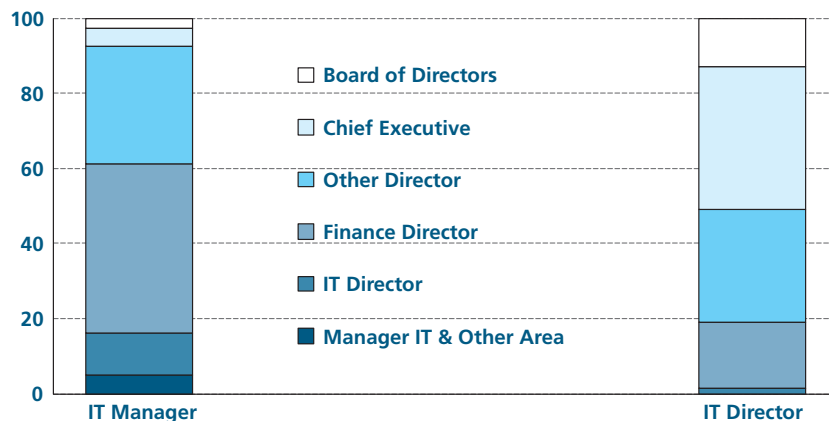 100
80
60
40
20
0
Board of Directors
Chief Executive
Other Director
Finance Director
IT Director
Manager IT & Other Area
IT Manager
IT Director